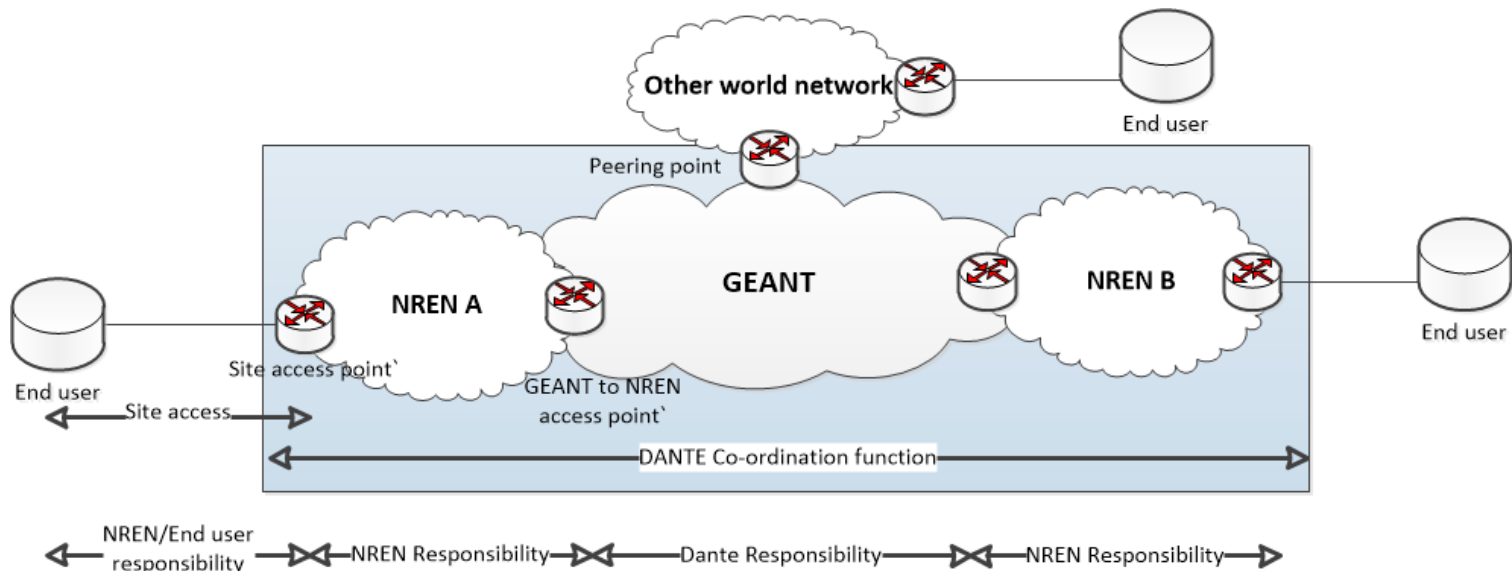 Other world network
End user
Peering point
GEANT
NREN A
NREN B
End user
Site access point`
End user
GEANT to NREN
access point`
Site access
DANTE Co-ordination function
NREN/End user
responsibility
NREN Responsibility
Dante Responsibility
NREN Responsibility